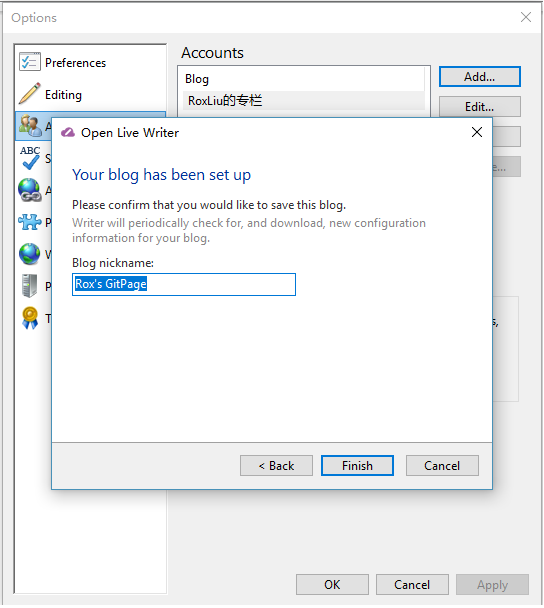 Options
Preferences
Editing
Accounts
Blog
RoxLiu的专栏
Add...
Edit...
Open Live Writer
Your blog has been set up
Please confirm that you would like to save this blog.
Writer will periodically check for, and download, new configuration
information for your blog.
Blog nickname:
Rox's GitPage
< Back
Finish
Cancel
OK
Cancel
Apply